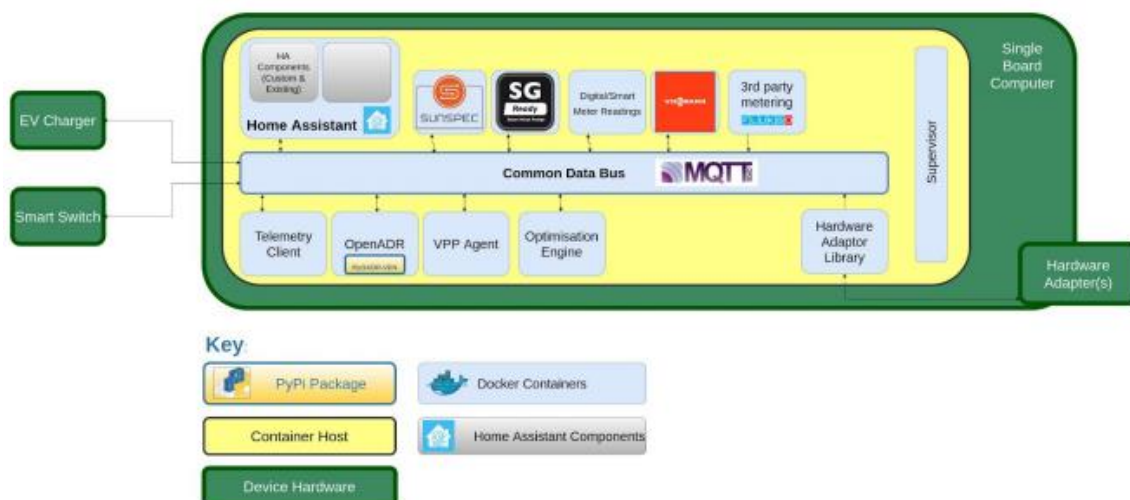 HA
Components
(Custom &
Existing)
Home Assistant
SUNSPEC
SG
Ready
Digital/Smart
Meter Readings
VIESSMANN
3rd party
metering
Single
Board
Computer
Supervisor
EV Charger
Smart Switch
Common Data Bus
MQTT
Telemetry
Client
OpenADR
VPP Agent
Optimisation
Engine
Hardware
Adaptor
Library
Hardware
Adapter(s)
Key:
PyPi Package
Docker Containers
Container Host
Home Assistant Components
Device Hardware